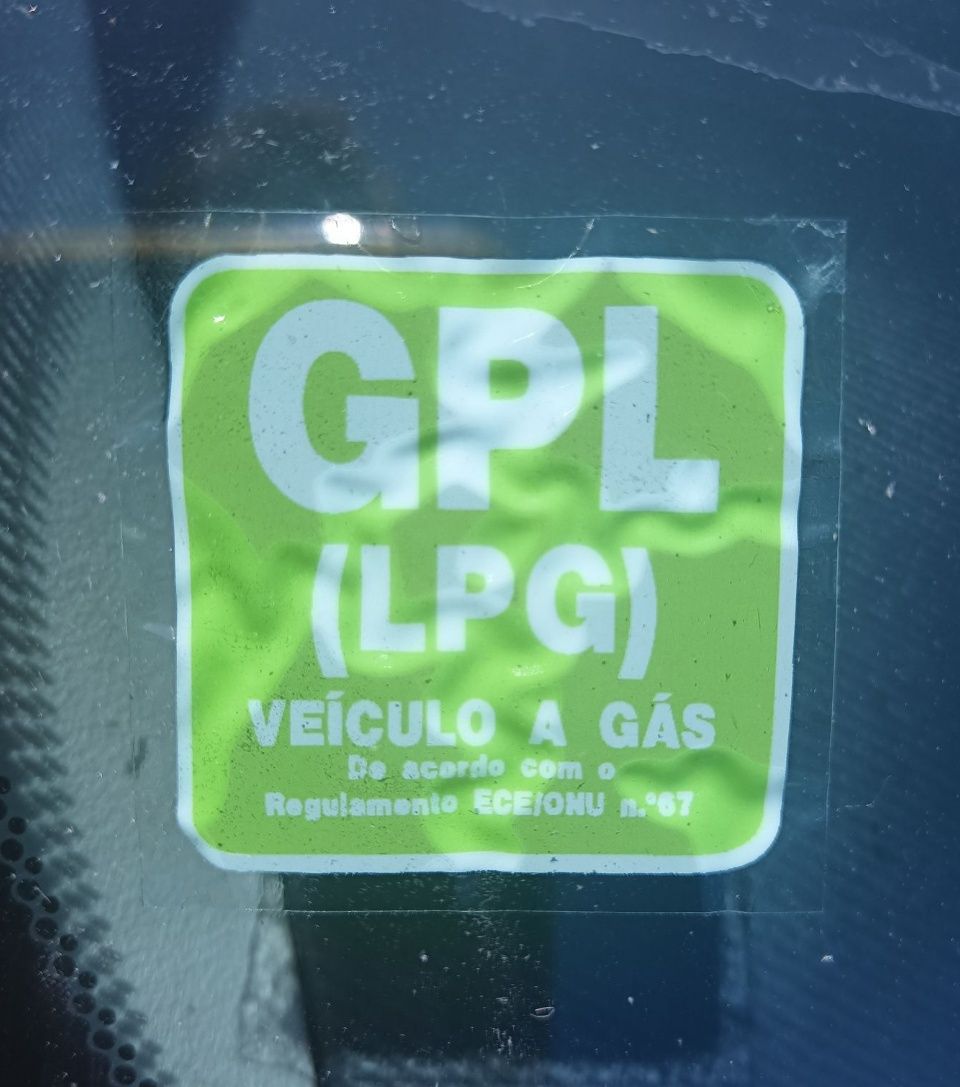 GPL
(LPG)
VEÍCULO A GÁS
De acordo com o
Regulamento ECE/ONU n.º67